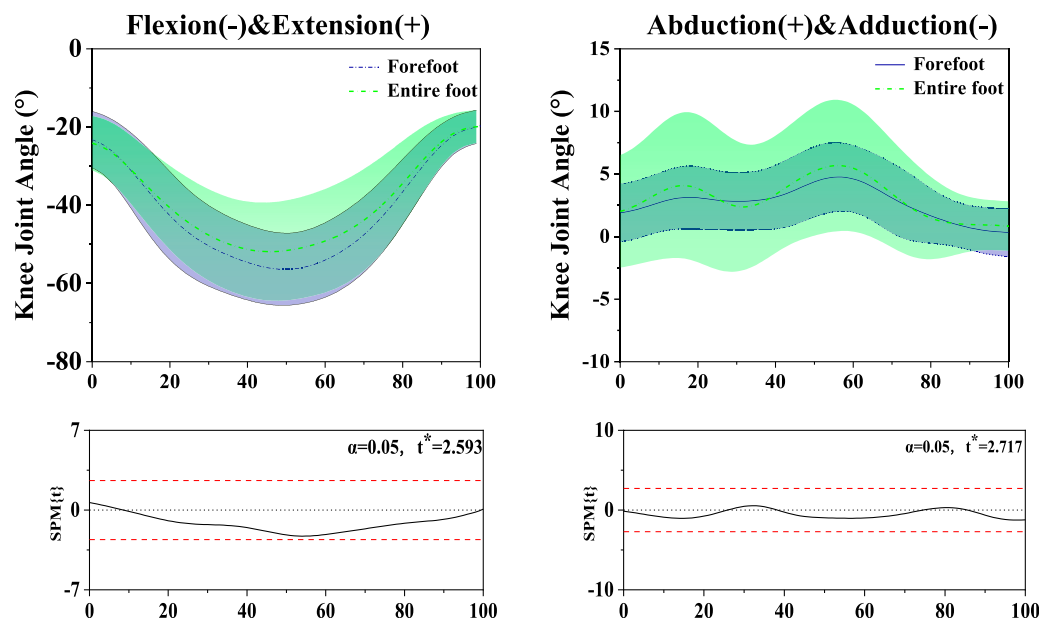 Flexion(-)&Extension(+)
Knee Joint Angle (°)
0
-20
-40
-60
-80
Forefoot
Entire foot
0 20 40 60 80 100
Abduction(+)&Adduction(-)
Knee Joint Angle (°)
15
10
5
0
-5
-10
Forefoot
Entire foot
0 20 40 60 80 100
SPM{t}
7
0
-7
α=0.05, t*=2.593
0 20 40 60 80 100
SPM{t}
10
0
-10
α=0.05, t*=2.717
0 20 40 60 80 100